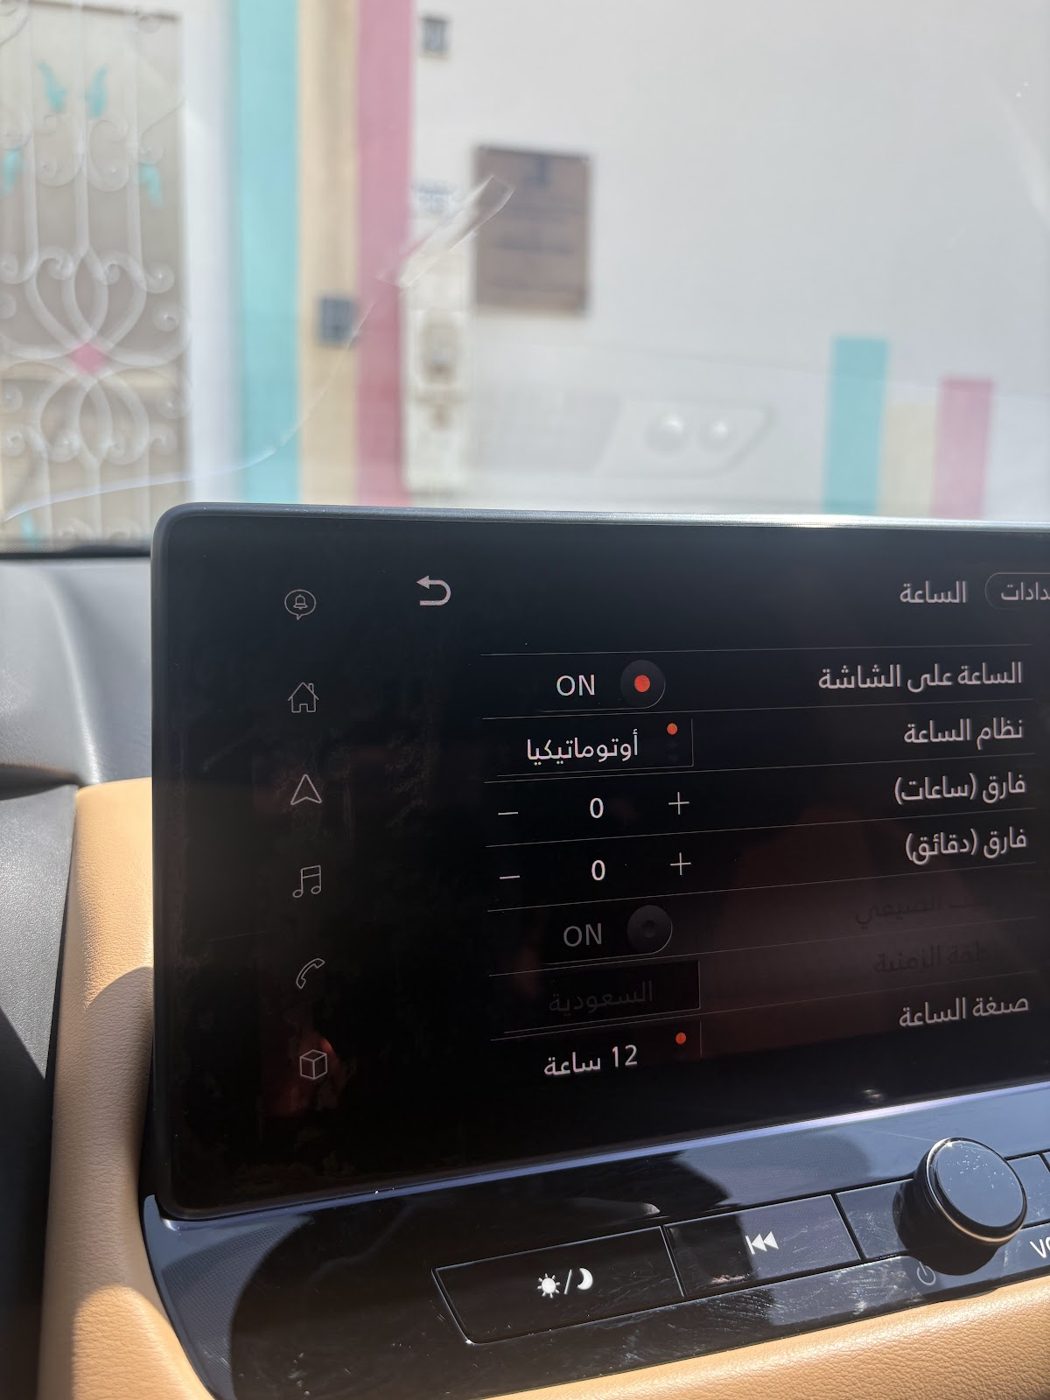 الساعة
الساعة على الشاشة ON
نظام الساعة أوتوماتيكيا
فارق (ساعات) + 0 −
فارق (دقائق) + 0 −
ON
الزمنية السعودية
صيغة الساعة 12 ساعة